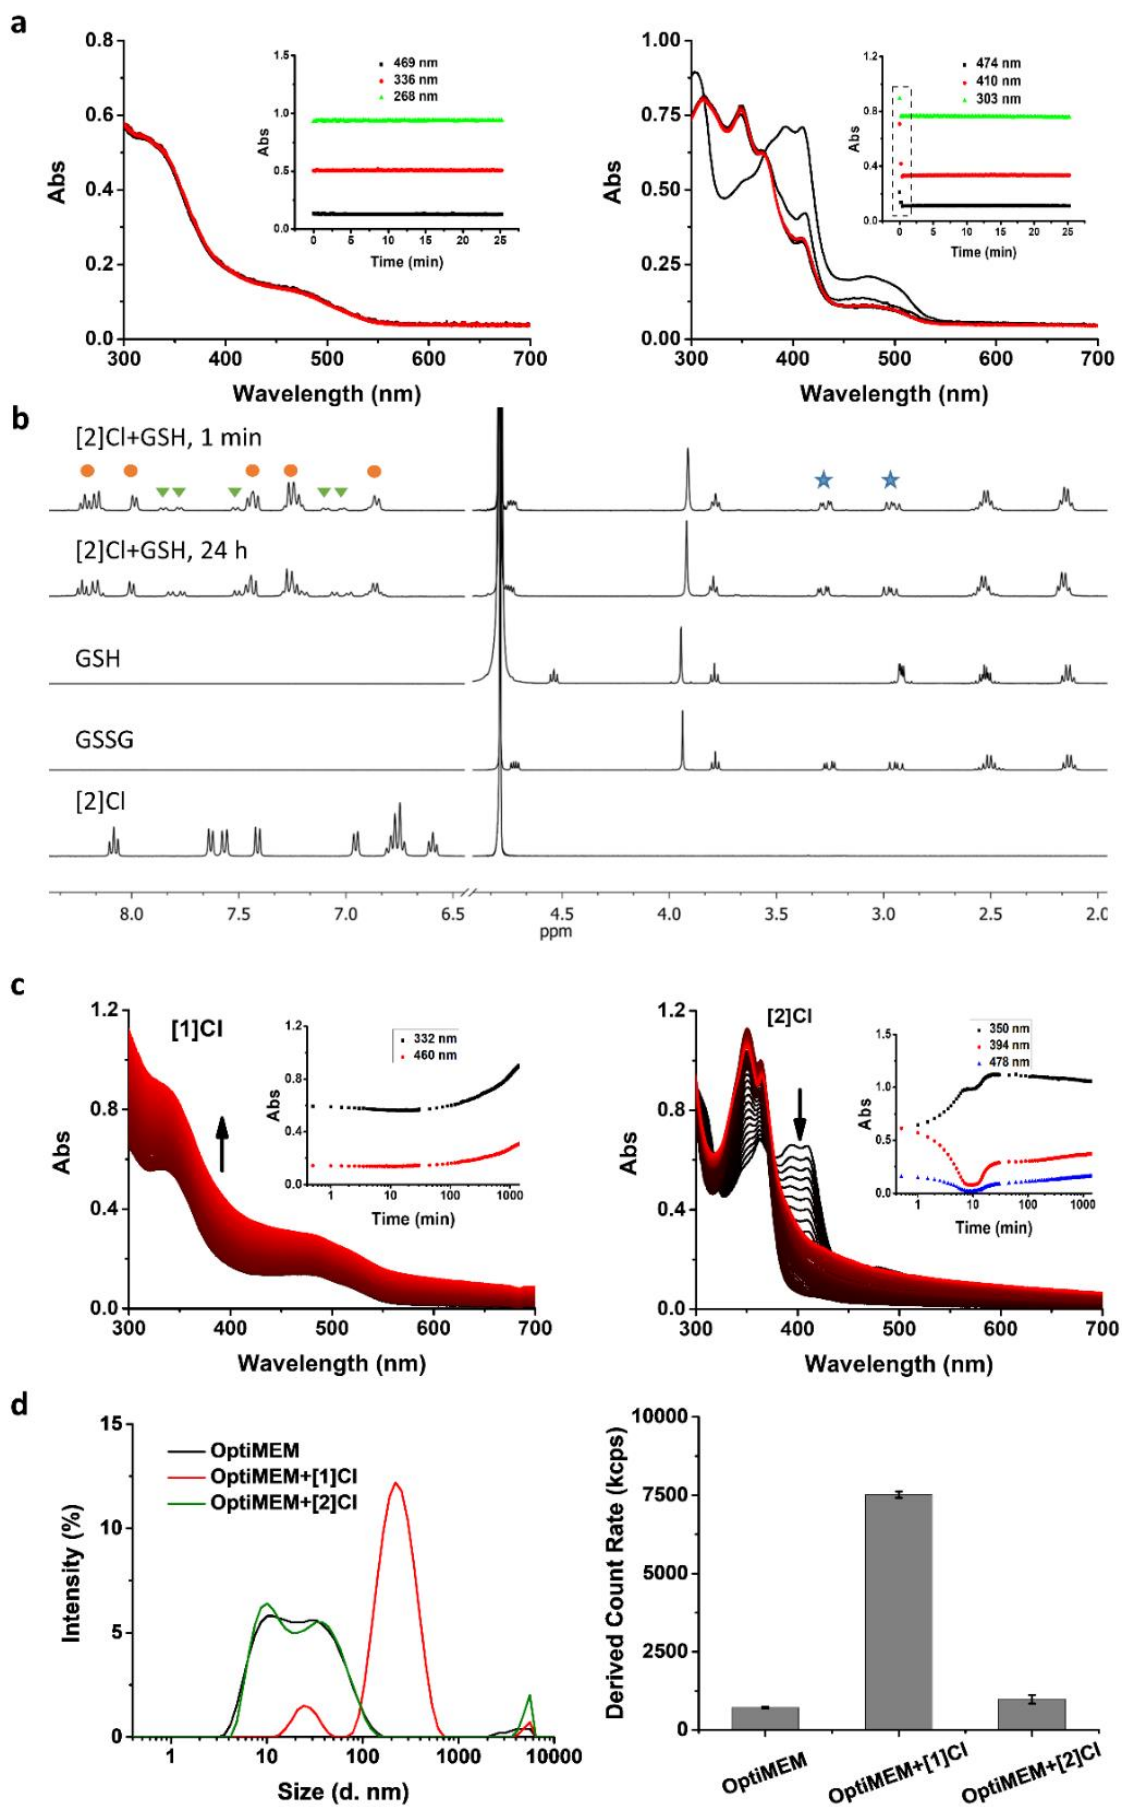 a
0.8
0.6
0.4
0.2
0.0
Abs
300 400 500 600 700
Wavelength (nm)
1.5
1.0
0.5
0.0
Abs
469 nm
336 nm
268 nm
0 5 10 15 20 25
Time (min)
1.00
0.75
0.50
0.25
0.00
Abs
300 400 500 600 700
Wavelength (nm)
1.2
0.8
0.4
0.0
Abs
474 nm
410 nm
303 nm
0 5 10 15 20 25
Time (min)
b
[2]Cl+GSH, 1 min
[2]Cl+GSH, 24 h
GSH
GSSG
[2]Cl
8.0 7.5 7.0 6.5 4.5 4.0 3.5 3.0 2.5 2.0
ppm
c
1.2
0.8
0.4
0.0
Abs
[1]Cl
300 400 500 600 700
Wavelength (nm)
1.2
0.8
0.4
0.0
Abs
332 nm
460 nm
1 10 100 1000
Time (min)
1.2
0.8
0.4
0.0
Abs
[2]Cl
300 400 500 600 700
Wavelength (nm)
1.5
1.0
0.5
0.0
Abs
350 nm
394 nm
478 nm
1 10 100 1000
Time (min)
d
15
10
5
0
Intensity (%)
OptiMEM
OptiMEM+[1]Cl
OptiMEM+[2]Cl
1 10 100 1000 10000
Size (d. nm)
10000
7500
5000
2500
0
Derived Count Rate (kcps)
OptiMEM
OptiMEM+[1]Cl
OptiMEM+[2]Cl